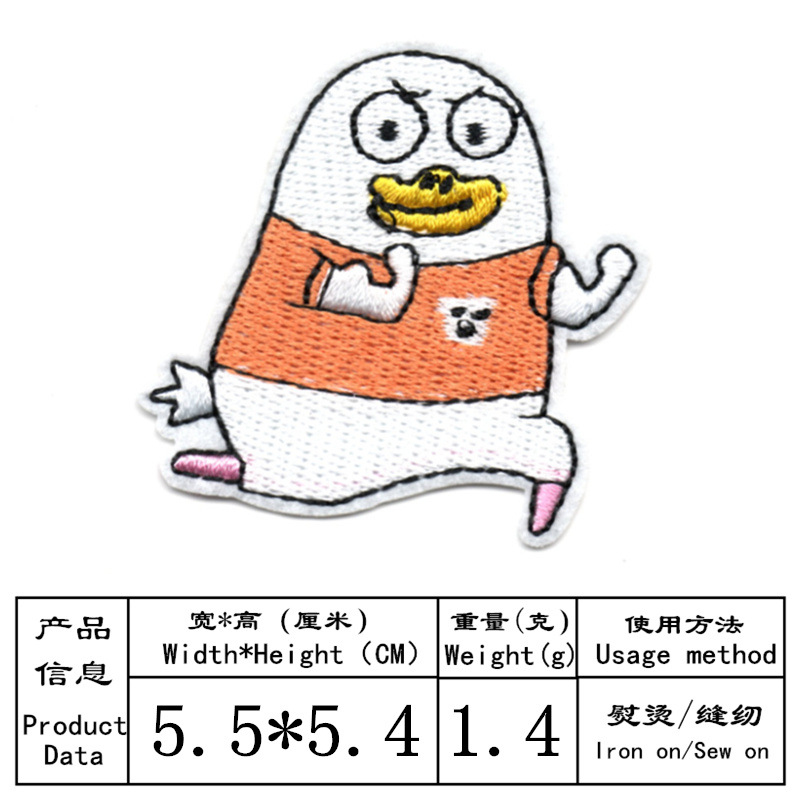 产品
信息
Product
Data
宽*高 (厘米)
Width*Height (CM)
重量(克)
Weight(g)
使用方法
Usage method
5.5*5.4
1.4
熨烫/缝纫
Iron on/Sew on